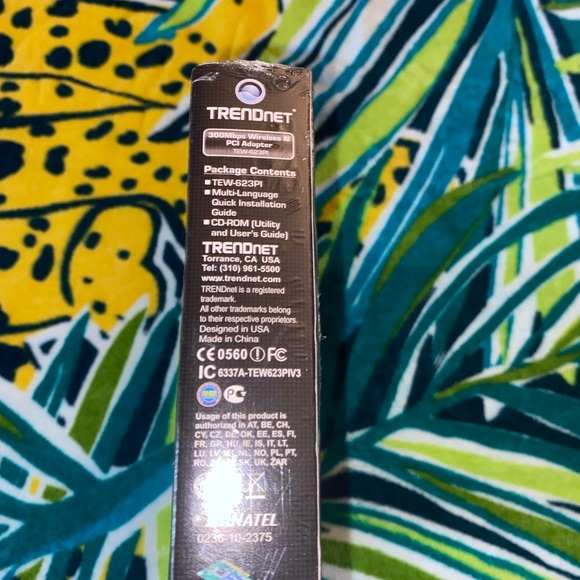 TRENDNET
300Mbps Wireless N
PCI Adapter
TEW-623PI
Package Contents
■ TEW-623PI
■ Multi-Language
Quick Installation
Guide
■ CD-ROM (Utility
and User's Guide)
TRENDNET
Torrance, CA USA
Tel: (310) 961-5500
www.trendnet.com
TRENDnet is a registered
trademark.
All other trademarks belong
to their respective proprietors.
Designed in USA
Made in China
CE 0560 FC
IC 6337A-TEW623PIV3
Usage of this product is
authorized in AT, BE, CH,
CY, CZ, DE, DK, EE, ES, FI,
FR, GR, HU, IE, IS, IT, LT,
LU, LV, MT, NL, NO, PL, PT,
RO, SK, UK, ZAR
NATEL
0236-10-2375